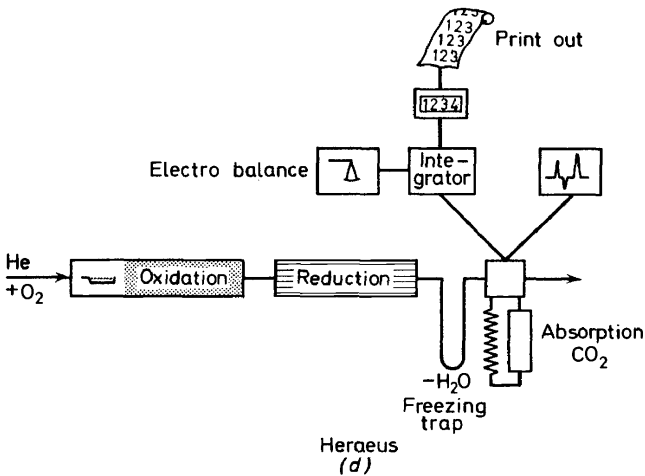 123
123
123
123
Print out
1234
Electro balance
Inte-
grator
He
+O₂
Oxidation
Reduction
Absorption
CO₂
–H₂O
Freezing
trap
Heraeus
(d)